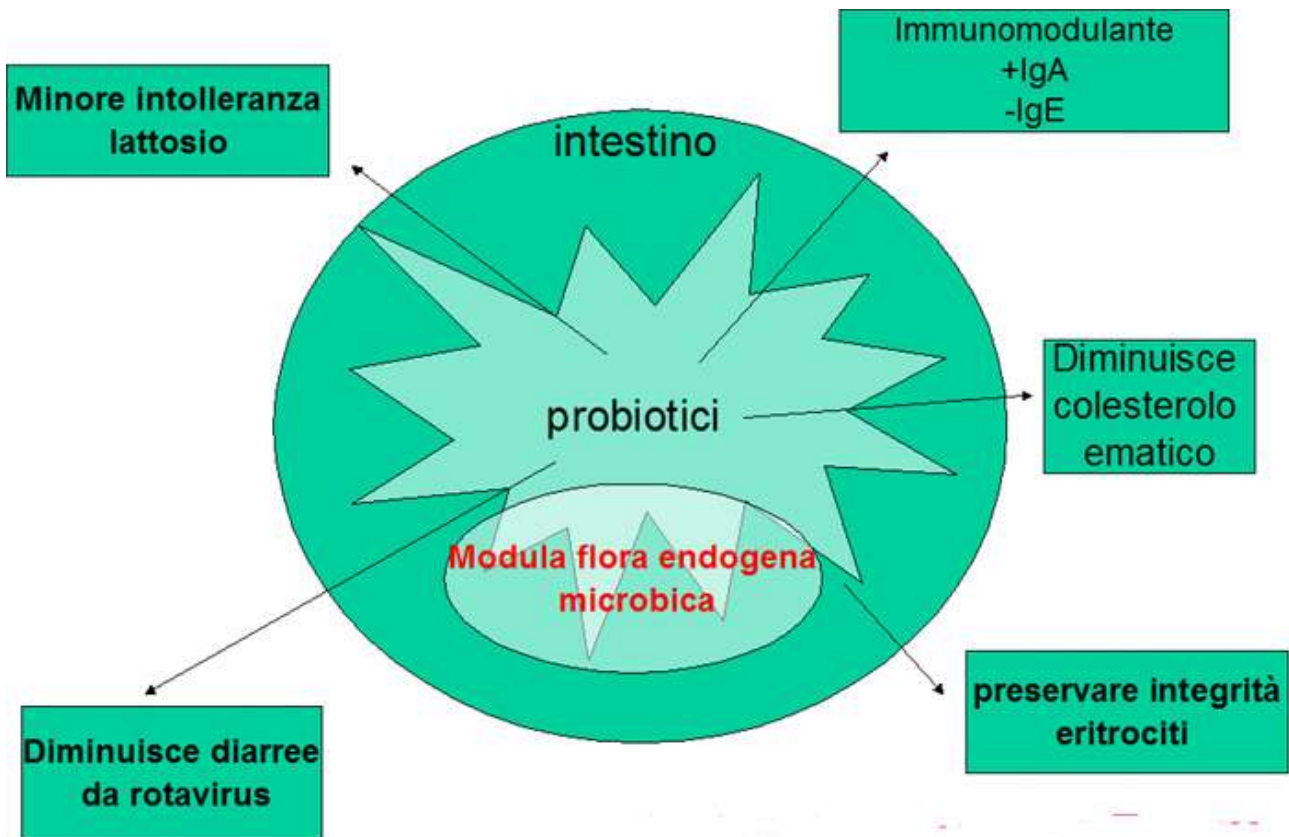 Immunomodulante
+IgA
-IgE
Minore intolleranza
lattosio
intestino
Diminuisce
colesterolo
ematico
probiotici
Modula flora endogena
microbica
preservare integrità
eritrociti
Diminuisce diarree
da rotavirus